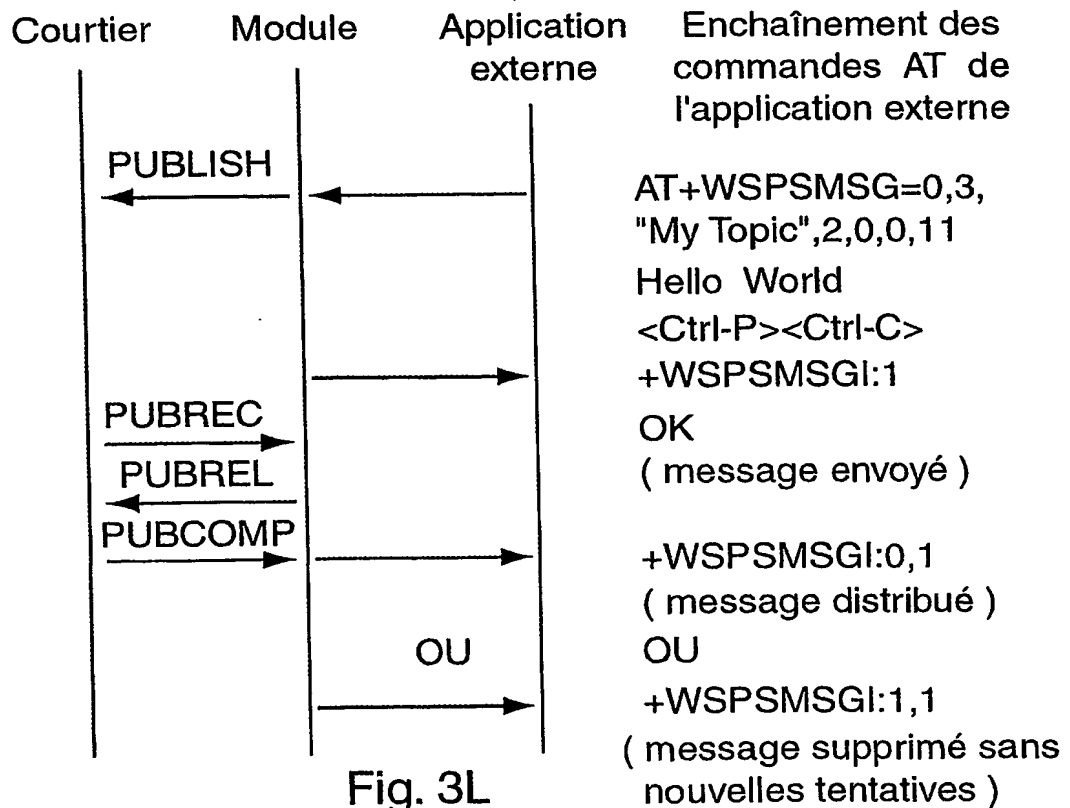 Courtier
Module
Application
externe
Enchaînement des
commandes AT de
l'application externe
PUBLISH
AT+WSPSMSG=0,3,
"My Topic",2,0,0,11
Hello World
<Ctrl-P><Ctrl-C>
+WSPSMSGI:1
PUBREC
OK
PUBREL
( message envoyé )
PUBCOMP
+WSPSMSGI:0,1
( message distribué )
OU
OU
+WSPSMSGI:1,1
( message supprimé sans
nouvelles tentatives )
Fig. 3L